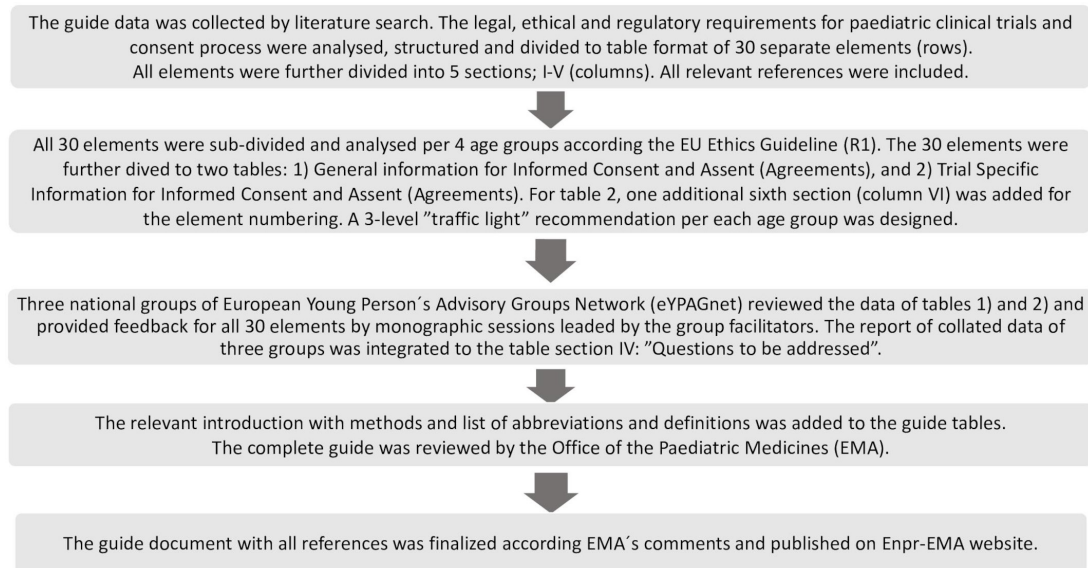 The guide data was collected by literature search. The legal, ethical and regulatory requirements for paediatric clinical trials and
consent process were analysed, structured and divided to table format of 30 separate elements (rows).
All elements were further divided into 5 sections; I-V (columns). All relevant references were included.
All 30 elements were sub-divided and analysed per 4 age groups according the EU Ethics Guideline (R1). The 30 elements were
further dived to two tables: 1) General information for Informed Consent and Assent (Agreements), and 2) Trial Specific
Information for Informed Consent and Assent (Agreements). For table 2, one additional sixth section (column VI) was added for
the element numbering. A 3-level ”traffic light” recommendation per each age group was designed.
Three national groups of European Young Person´s Advisory Groups Network (eYPAGnet) reviewed the data of tables 1) and 2) and
provided feedback for all 30 elements by monographic sessions leaded by the group facilitators. The report of collated data of
three groups was integrated to the table section IV: ”Questions to be addressed”.
The relevant introduction with methods and list of abbreviations and definitions was added to the guide tables.
The complete guide was reviewed by the Office of the Paediatric Medicines (EMA).
The guide document with all references was finalized according EMA´s comments and published on Enpr-EMA website.